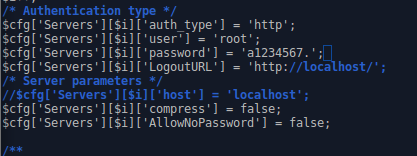 /* Authentication type */
$cfg['Servers'][$i]['auth_type'] = 'http';
$cfg['Servers'][$i]['user'] = 'root';
$cfg['Servers'][$i]['password'] = 'a1234567.';
$cfg['Servers'][$i]['LogoutURL'] = 'http://localhost/';
/* Server parameters */
//$cfg['Servers'][$i]['host'] = 'localhost';
$cfg['Servers'][$i]['compress'] = false;
$cfg['Servers'][$i]['AllowNoPassword'] = false;
/**